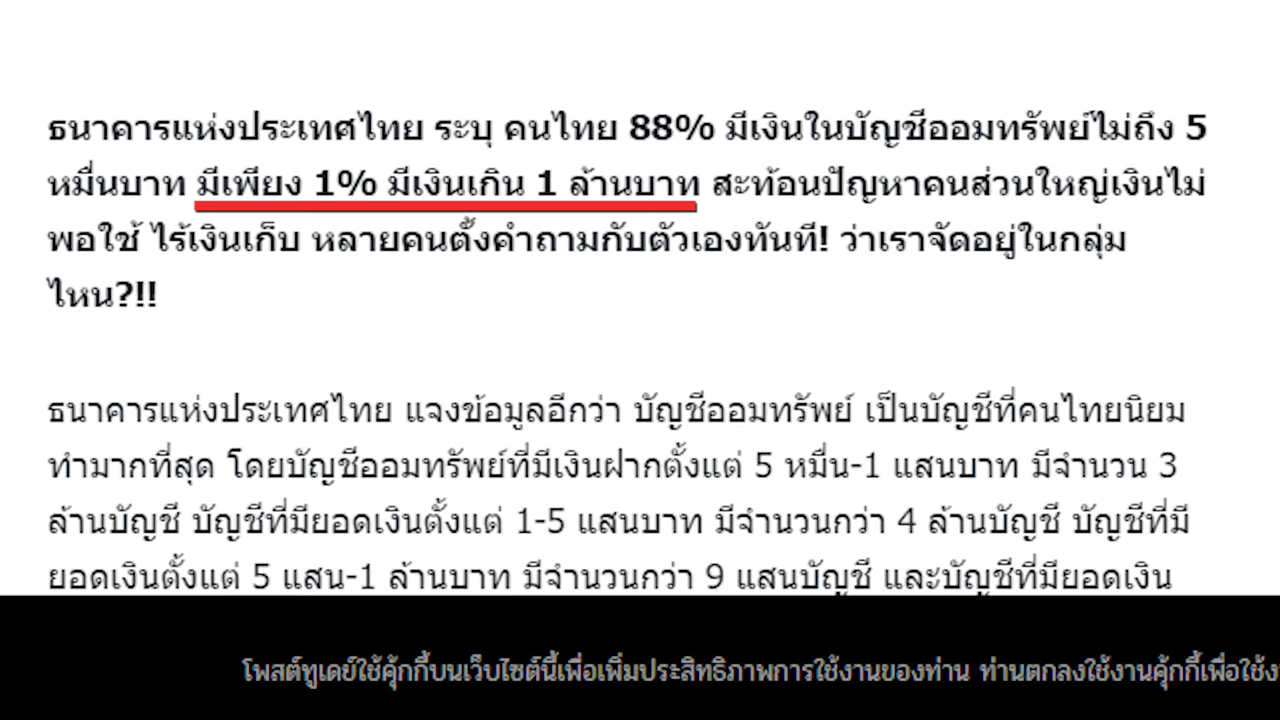 ธนาคารแห่งประเทศไทย ระบุ คนไทย 88% มีเงินในบัญชีออมทรัพย์ไม่ถึง 5
หมื่นบาท มีเพียง 1% มีเงินเกิน 1 ล้านบาท สะท้อนปัญหาคนส่วนใหญ่เงินไม่
พอใช้ ไร้เงินเก็บ หลายคนตั้งคำถามกับตัวเองทันที! ว่าเราจัดอยู่ในกลุ่ม
ไหน?!!
ธนาคารแห่งประเทศไทย แจงข้อมูลอีกว่า บัญชีออมทรัพย์ เป็นบัญชีที่คนไทยนิยม
ทำมากที่สุด โดยบัญชีออมทรัพย์ที่มีเงินฝากตั้งแต่ 5 หมื่น-1 แสนบาท มีจำนวน 3
ล้านบัญชี บัญชีที่มียอดเงินตั้งแต่ 1-5 แสนบาท มีจำนวนกว่า 4 ล้านบัญชี บัญชีที่มี
ยอดเงินตั้งแต่ 5 แสน-1 ล้านบาท มีจำนวนกว่า 9 แสนบัญชี และบัญชีที่มียอดเงิน
โพสต์ทูเดย์ใช้คุ้กกี้บนเว็บไซต์นี้เพื่อเพิ่มประสิทธิภาพการใช้งานของท่าน ท่านตกลงใช้งานคุ้กกี้เพื่อใช้ง